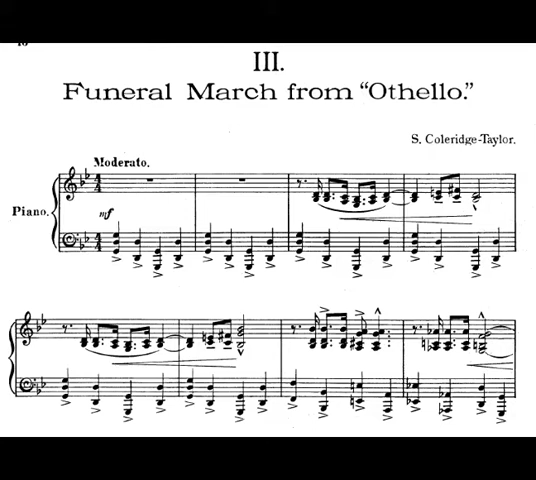 III.
Funeral March from “Othello.”
S. Coleridge-Taylor.
Moderato.
Piano.
mf